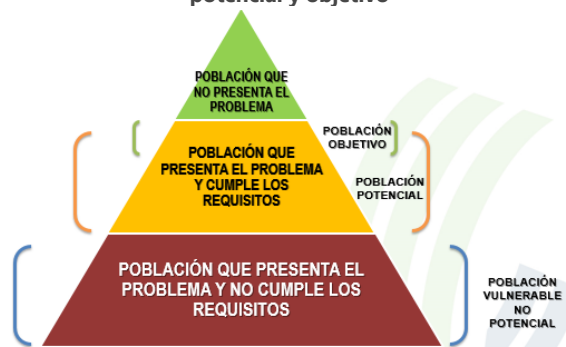 potencial y objetivo
POBLACIÓN QUE
NO PRESENTA EL
PROBLEMA
POBLACIÓN
OBJETIVO
POBLACIÓN QUE
PRESENTA EL PROBLEMA
Y CUMPLE LOS
REQUISITOS
POBLACIÓN
POTENCIAL
POBLACIÓN QUE PRESENTA EL
PROBLEMA Y NO CUMPLE LOS
REQUISITOS
POBLACIÓN
VULNERABLE
NO
POTENCIAL